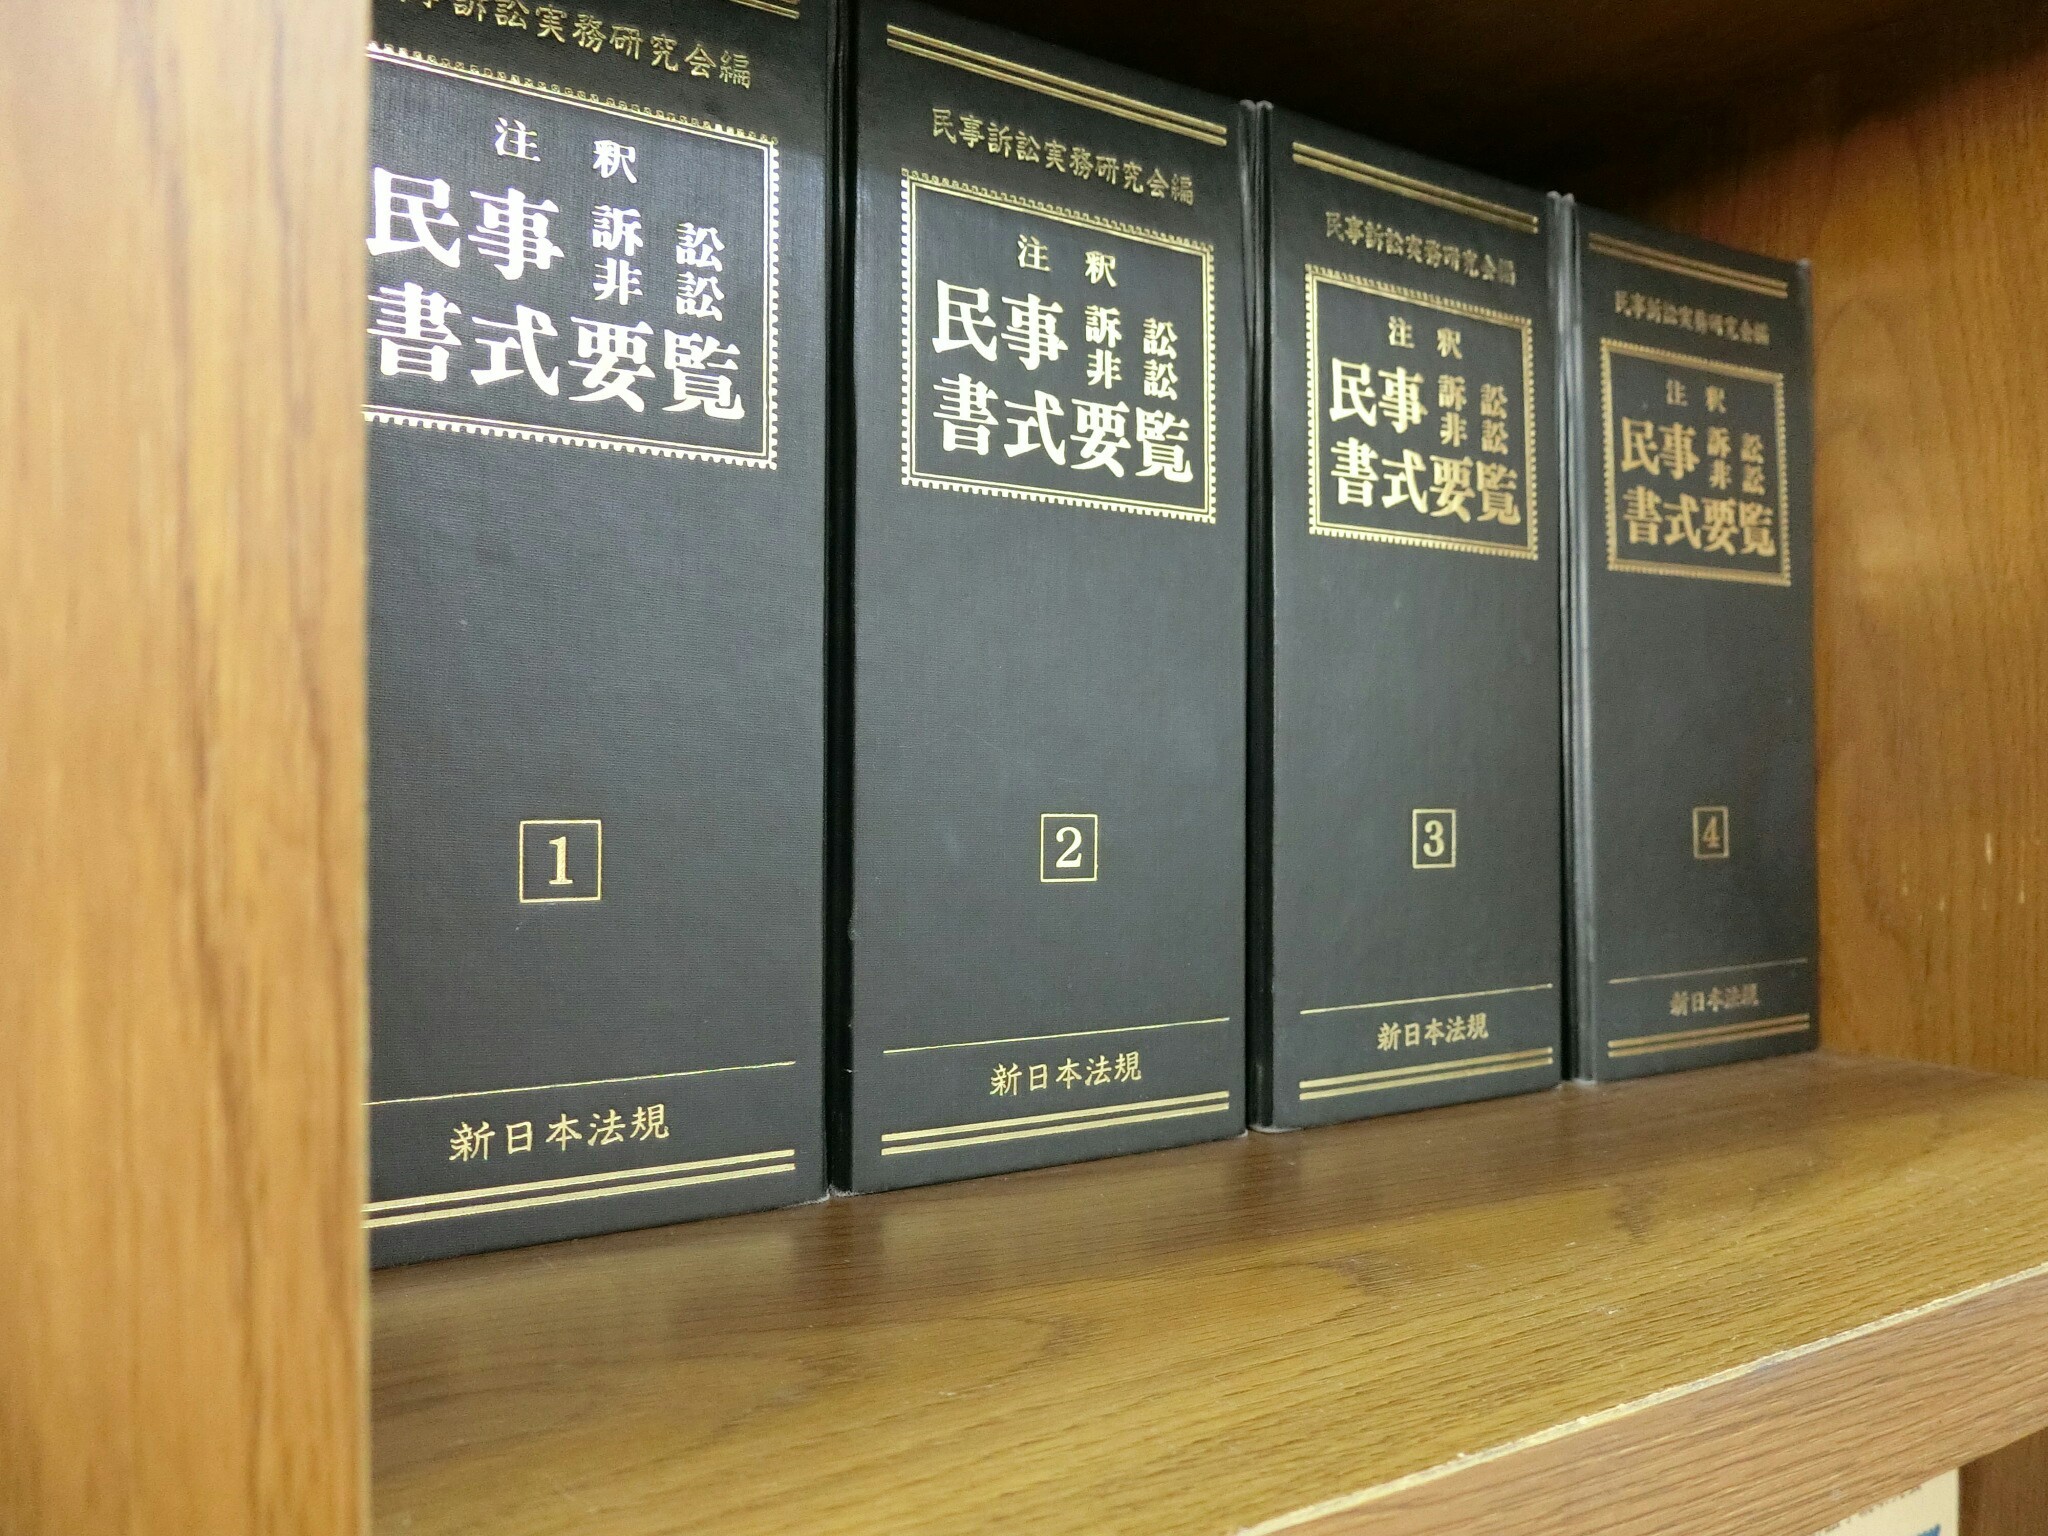 事訴訟実務研究会編
注釈
民事訴訟
非訟
書式要覧
1
新日本法規
民事訴訟実務研究会編
注釈
民事訴訟
非訟
書式要覧
2
新日本法規
民事訴訟実務研究会編
注釈
民事訴訟
非訟
書式要覧
3
新日本法規
民事訴訟実務研究会編
注釈
民事訴訟
非訟
書式要覧
4
新日本法規